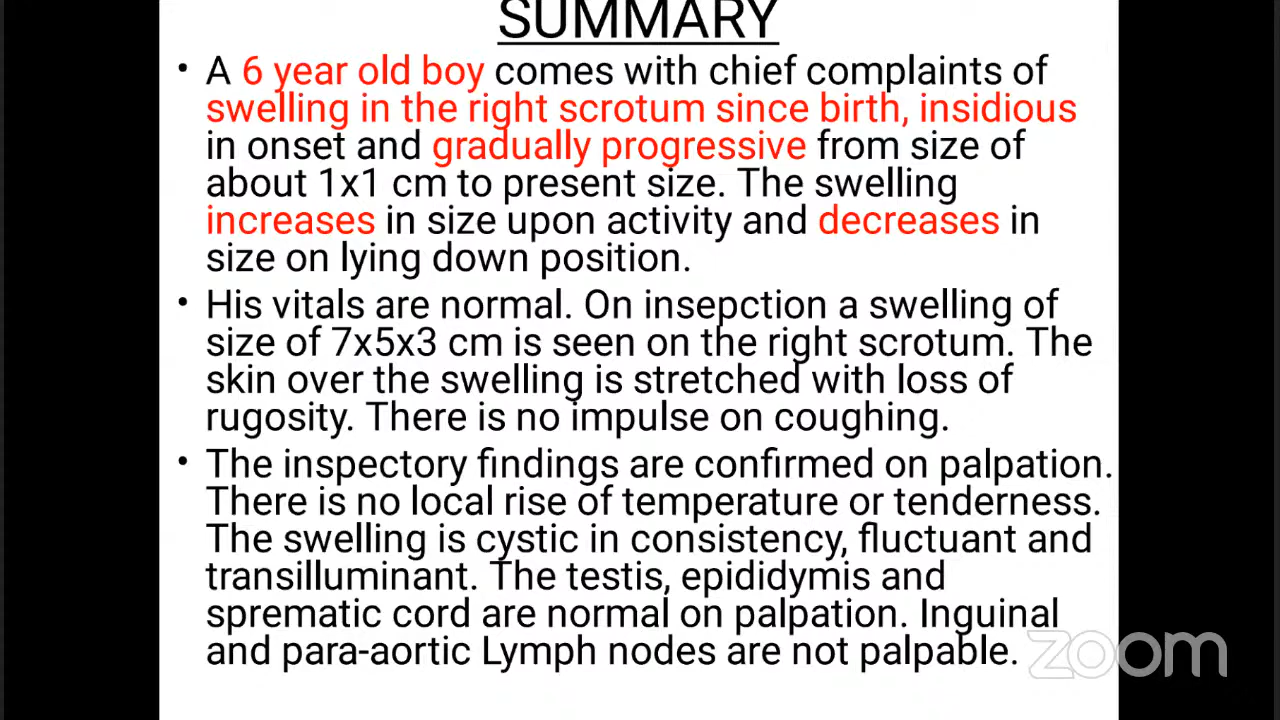 SUMMARY
• A 6 year old boy comes with chief complaints of
swelling in the right scrotum since birth, insidious
in onset and gradually progressive from size of
about 1x1 cm to present size. The swelling
increases in size upon activity and decreases in
size on lying down position.
• His vitals are normal. On insepction a swelling of
size of 7x5x3 cm is seen on the right scrotum. The
skin over the swelling is stretched with loss of
rugosity. There is no impulse on coughing.
• The inspectory findings are confirmed on palpation.
There is no local rise of temperature or tenderness.
The swelling is cystic in consistency, fluctuant and
transilluminant. The testis, epididymis and
sprematic cord are normal on palpation. Inguinal
and para-aortic Lymph nodes are not palpable.
zoom